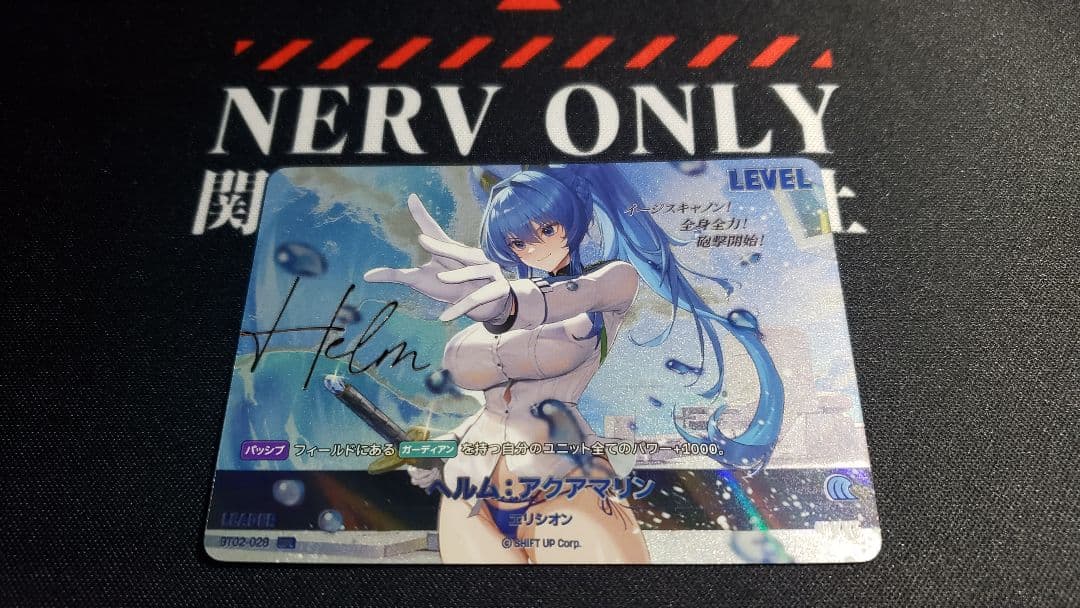 NERV ONLY
関
社
LEVEL
イージスキャノン!
全身全力!
砲撃開始!
Helm
パッシブ フィールドにある ガーディアン を持つ自分のユニット全てのパワー+1000。
ヘルム:アクアマリン
LEADER
エリシオン
BT02-028
© SHIFT UP Corp.